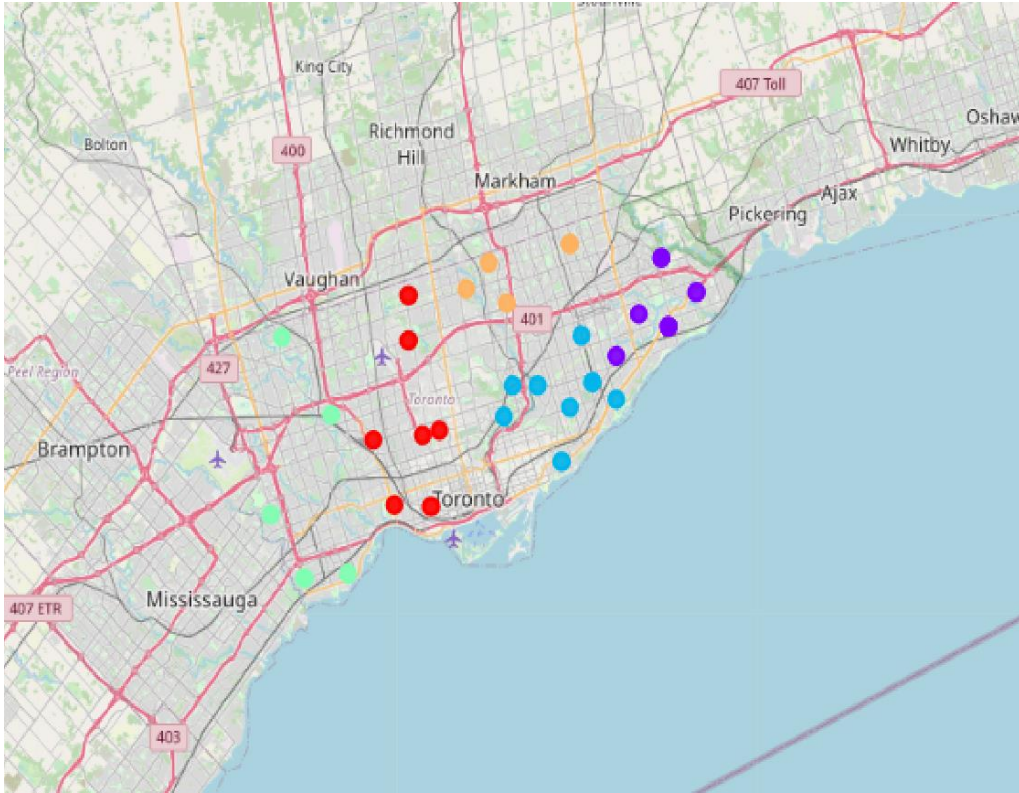 King City
407 Toll
Oshaw
Richmond
Hill
Bolton
400
Whitby
Markham
Ajax
Pickering
Vaughan
401
427
Peel Region
Toronto
Brampton
Toronto
Mississauga
407 ETR
403